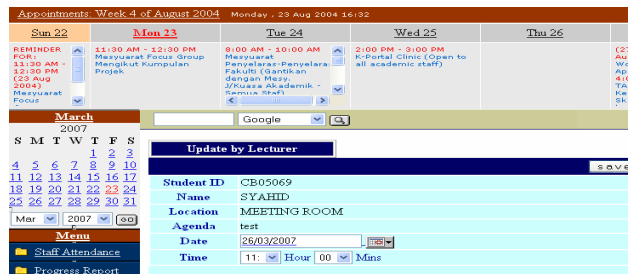 Appointments: Week 4 of August 2004 Monday , 23 Aug 2004 16:32
Sun 22 Mon 23 Tue 24 Wed 25 Thu 26
REMINDER
FOR:
11:30 AM -
12:30 PM
(23 Aug
2004)
Mesyuarat
Focus
11:30 AM - 12:30 PM
Mesyuarat Focus Group
Mengikut Kumpulan
Projek
8:00 AM - 10:00 AM
Mesyuarat
Penyelaras-Penyelara
Fakulti (Gantikan
dengan Mesy.
J/Kuasa Akademik -
Semua Staf)
2:00 PM - 3:00 PM
K-Portal Clinic (Open to
all academic staff)
March
2007
S M T W T F S
1 2 3
4 5 6 7 8 9 10
11 12 13 14 15 16 17
18 19 20 21 22 23 24
25 26 27 28 29 30 31
Mar 2007 GO
Menu
Staff Attendance
Progress Report
Google
Update by Lecturer
save
Student ID CB05069
Name SYAHID
Location MEETING ROOM
Agenda test
Date 26/03/2007
Time 11: Hour 00 Mins